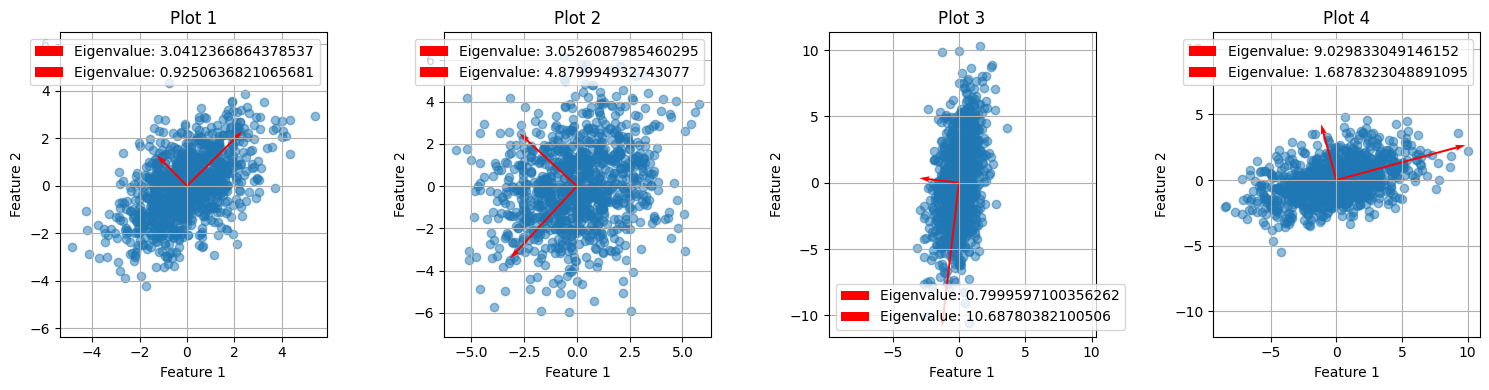 Plot 1
Eigenvalue: 3.0412366864378537
Eigenvalue: 0.9250636821065681
4
2
0
−2
−4
−6
−4
−2
0
2
4
Feature 1
Feature 2
Plot 2
Eigenvalue: 3.0526087985460295
Eigenvalue: 4.879994932743077
6
4
2
0
−2
−4
−6
−5.0
−2.5
0.0
2.5
5.0
Feature 1
Feature 2
Plot 3
10
5
0
−5
−10
Eigenvalue: 0.7999597100356262
Eigenvalue: 10.68780382100506
−5
0
5
10
Feature 1
Feature 2
Plot 4
Eigenvalue: 9.029833049146152
Eigenvalue: 1.6878323048891095
5
0
−5
−10
−5
0
5
10
Feature 1
Feature 2